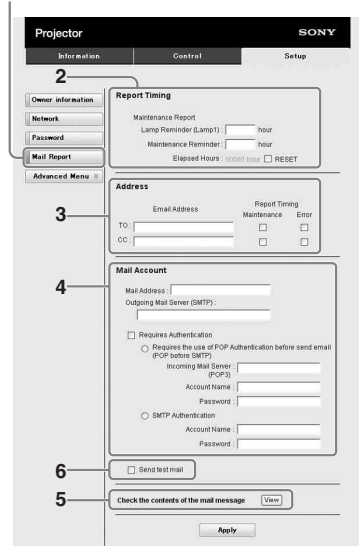 Projector SONY
Information Control Setup
2
Owner information
Network
Password
Mail Report
Advanced Menu
Report Timing
Maintenance Report
Lamp Reminder (Lamp1) : hour
Maintenance Reminder : hour
Elapsed Hours : 00000 hour RESET
3
Address
Email Address Report Timing
Maintenance Error
TO :
CC :
4
Mail Account
Mail Address :
Outgoing Mail Server (SMTP) :
Requires Authentication
Requires the use of POP Authentication before send email
(POP before SMTP)
Incoming Mail Server :
(POP3)
Account Name :
Password :
SMTP Authentication
Account Name :
Password :
6
Send test mail
5
Check the contents of the mail message View
Apply